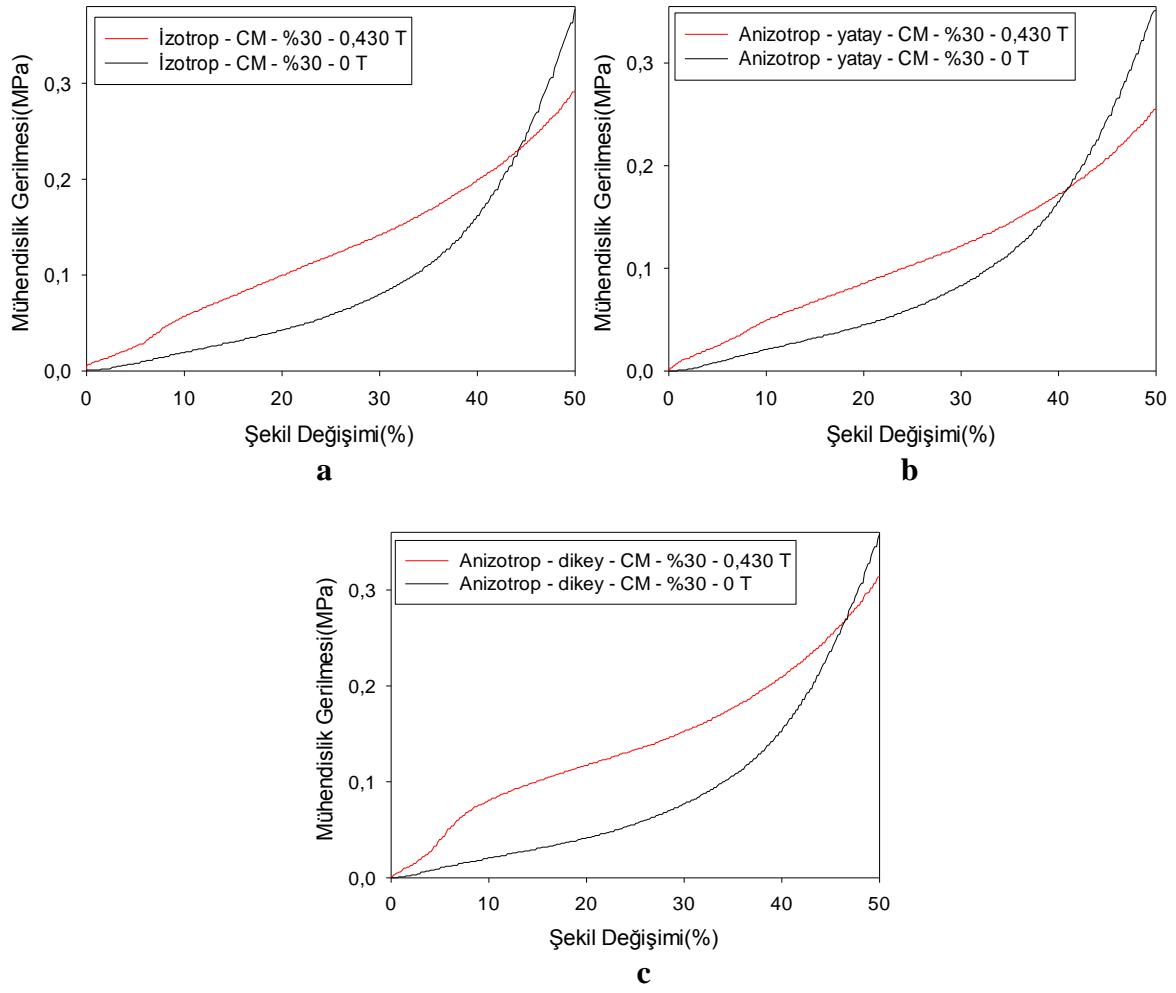 İzotrop - CM - %30 - 0,430 T
İzotrop - CM - %30 - 0 T
Mühendislik Gerilmesi(MPa)
0,3
0,2
0,1
0,0
0 10 20 30 40 50
Şekil Değişimi(%)
a
Anizotrop - yatay - CM - %30 - 0,430 T
Anizotrop - yatay - CM - %30 - 0 T
Mühendislik Gerilmesi(MPa)
0,3
0,2
0,1
0,0
0 10 20 30 40 50
Şekil Değişimi(%)
b
Anizotrop - dikey - CM - %30 - 0,430 T
Anizotrop - dikey - CM - %30 - 0 T
Mühendislik Gerilmesi(MPa)
0,3
0,2
0,1
0,0
0 10 20 30 40 50
Şekil Değişimi(%)
c